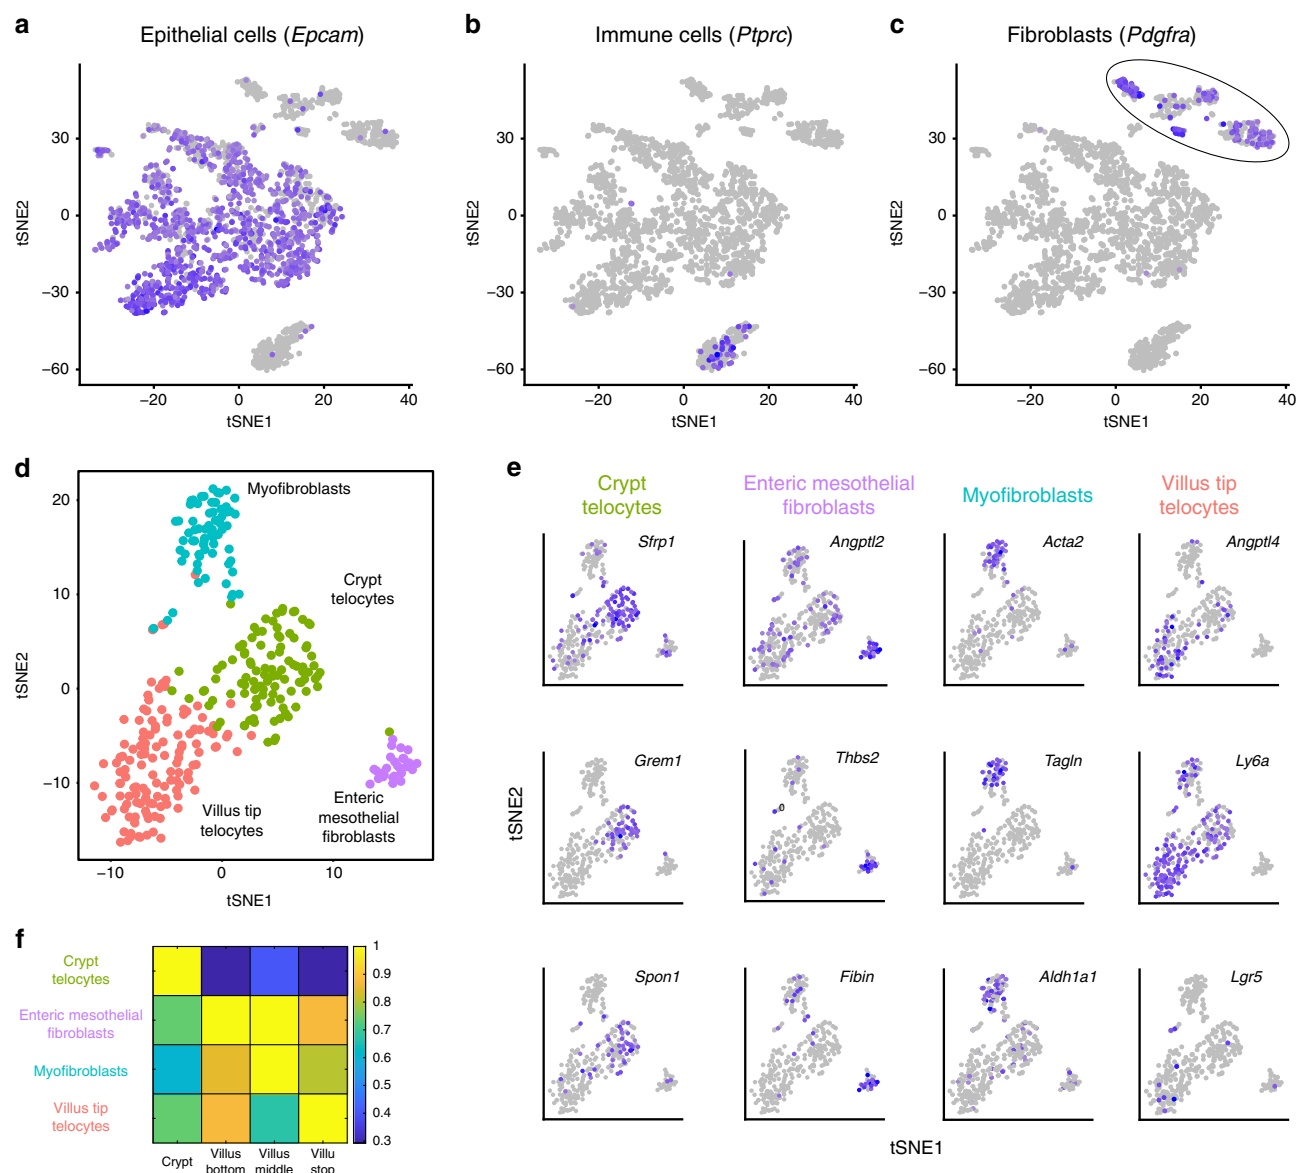 a
Epithelial cells (Epcam)
30
0
−30
−60
tSNE2
−20
0
20
40
tSNE1
b
Immune cells (Ptprc)
30
0
−30
−60
tSNE2
−20
0
20
40
tSNE1
c
Fibroblasts (Pdgfra)
30
0
−30
−60
tSNE2
−20
0
20
40
tSNE1
d
20
10
0
−10
tSNE2
Myofibroblasts
Crypt
telocytes
Villus tip
telocytes
Enteric
mesothelial
fibroblasts
−10
0
10
tSNE1
e
Crypt
telocytes
Enteric mesothelial
fibroblasts
Myofibroblasts
Villus tip
telocytes
Sfrp1
Angptl2
Acta2
Angptl4
Grem1
Thbs2
0
Tagln
Ly6a
Spon1
Fibin
Aldh1a1
Lgr5
tSNE2
tSNE1
f
Crypt
telocytes
Enteric mesothelial
fibroblasts
Myofibroblasts
Villus tip
telocytes
Crypt
Villus
bottom
Villus
middle
Villu
stop
1
0.9
0.8
0.7
0.6
0.5
0.4
0.3